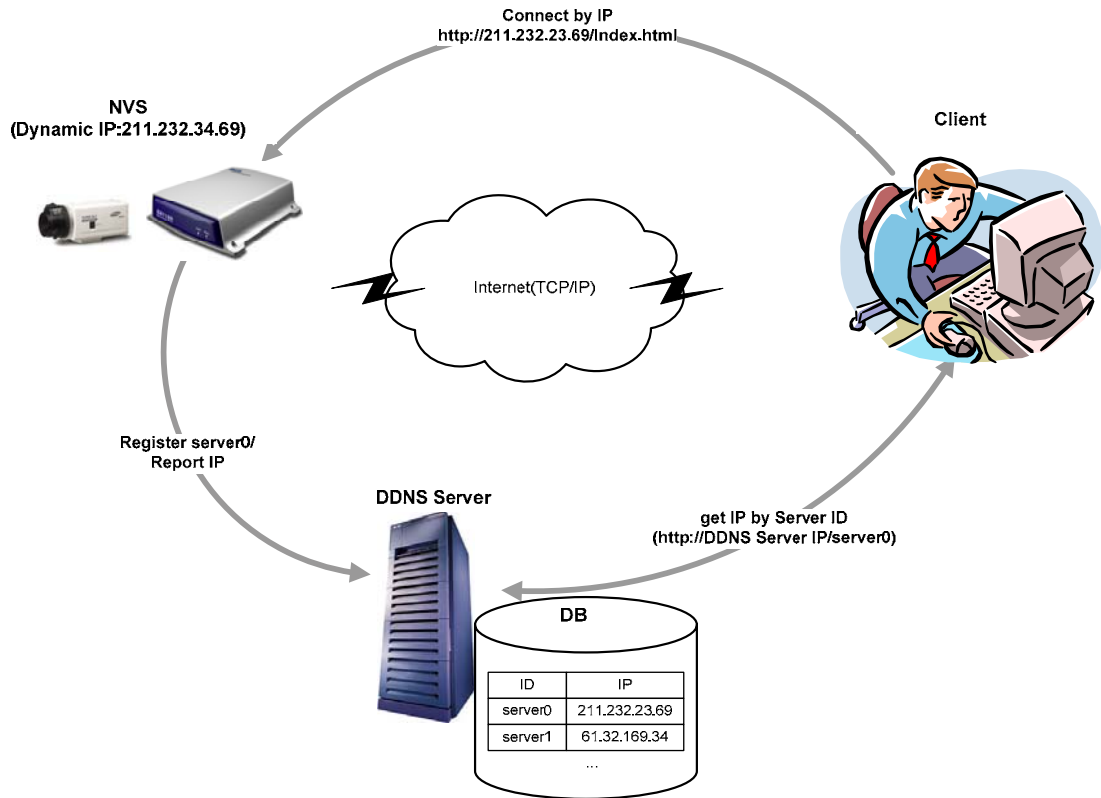 Connect by IP
http://211.232.23.69/Index.html
NVS
(Dynamic IP:211.232.34.69)
Client
Internet(TCP/IP)
Register server0/
Report IP
DDNS Server
get IP by Server ID
(http://DDNS Server IP/server0)
DB
ID IP
server0 211.232.23.69
server1 61.32.169.34
...